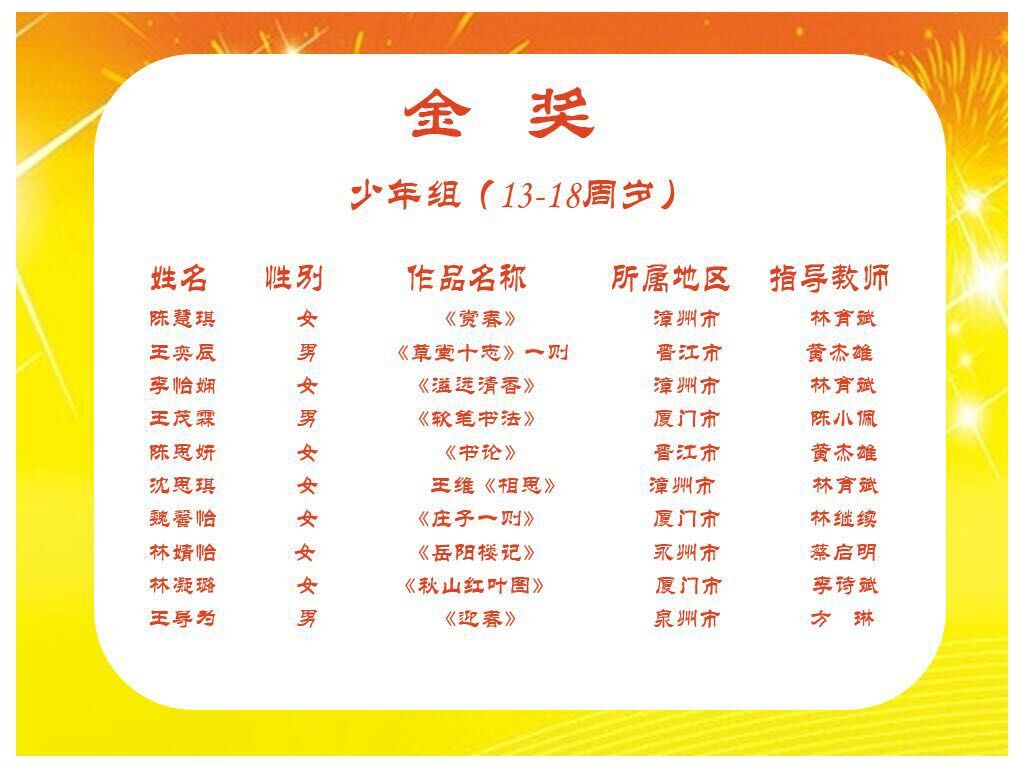 金 奖
少年组（13-18周岁）
姓名 性别 作品名称 所属地区 指导教师
陈慧琪 女 《赏春》 漳州市 林育斌
王奕辰 男 《草堂十志》一则 晋江市 黄杰雄
李怡娴 女 《溢远清香》 漳州市 林育斌
王茂霖 男 《软笔书法》 厦门市 陈小佩
陈思妍 女 《书论》 晋江市 黄杰雄
沈思琪 女 王维《相思》 漳州市 林育斌
魏馨怡 女 《庄子一则》 厦门市 林继续
林婧怡 女 《岳阳楼记》 永州市 蔡启明
林凝璐 女 《秋山红叶图》 厦门市 李诗斌
王导为 男 《迎春》 泉州市 方 琳